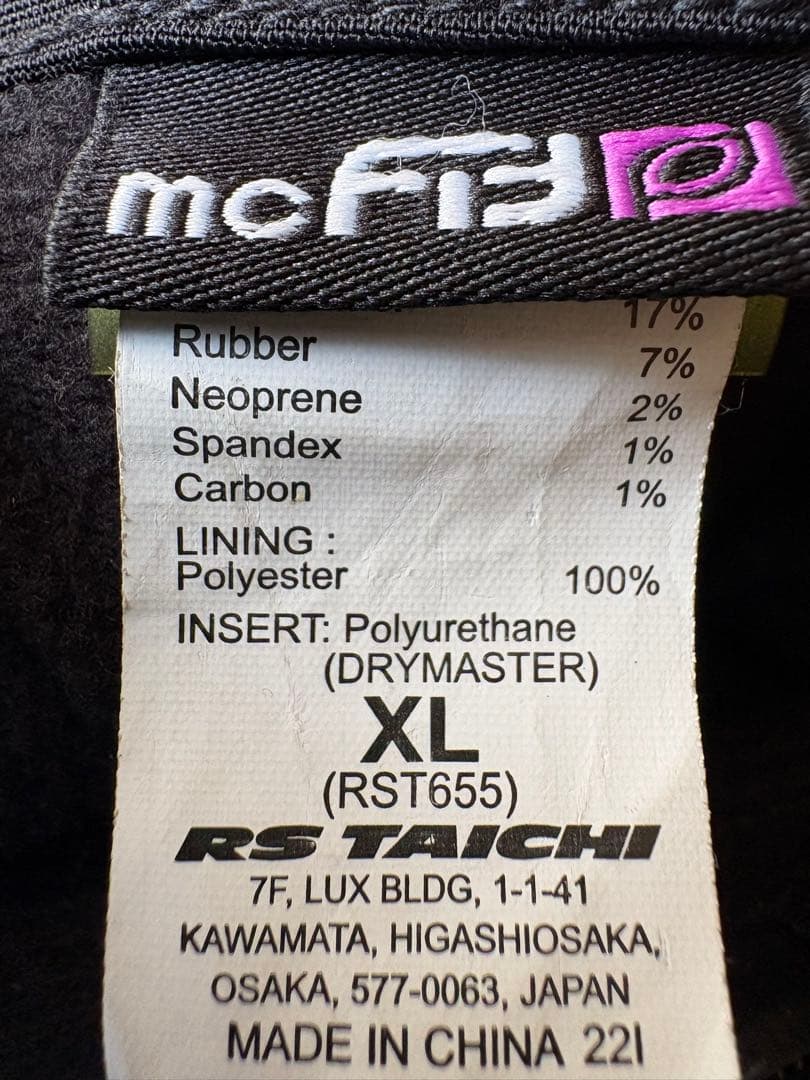 mcFit
17%
Rubber 7%
Neoprene 2%
Spandex 1%
Carbon 1%
LINING :
Polyester 100%
INSERT: Polyurethane
(DRYMASTER)
XL
(RST655)
RS TAICHI
7F, LUX BLDG, 1-1-41
KAWAMATA, HIGASHIOSAKA,
OSAKA, 577-0063, JAPAN
MADE IN CHINA 22I